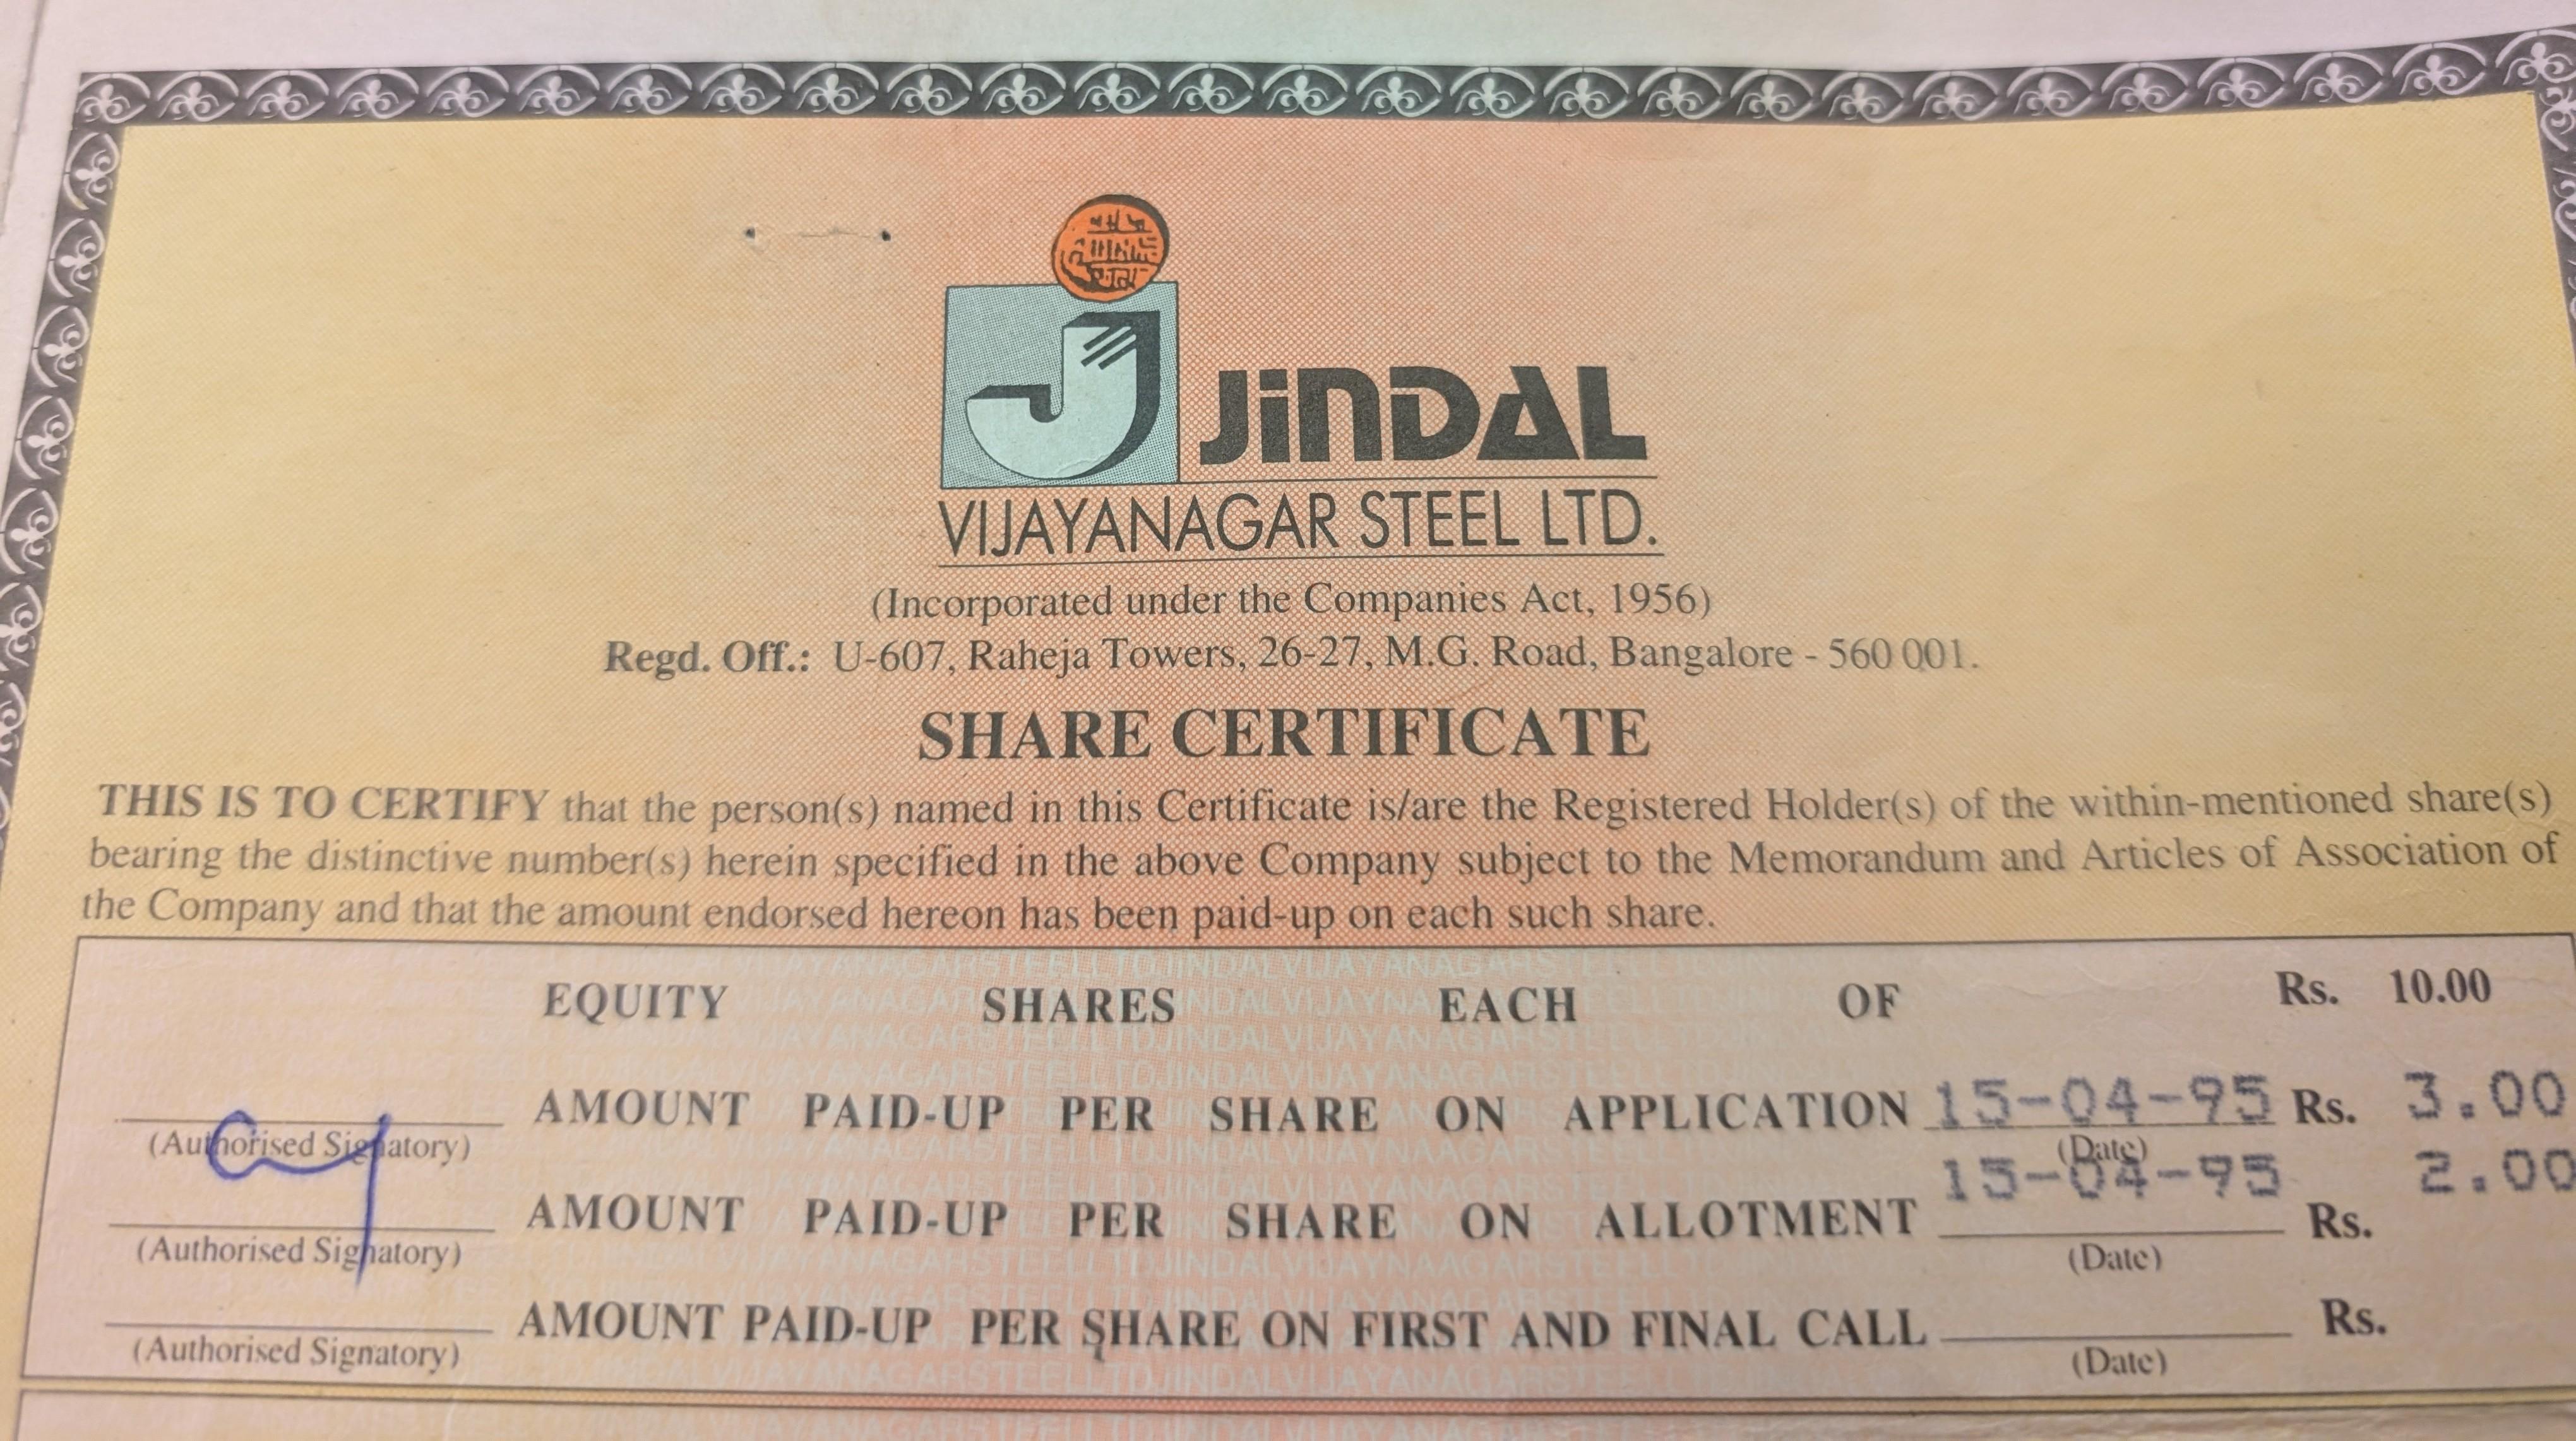 JiNDAL
VIJAYANAGAR STEEL LTD.
(Incorporated under the Companies Act, 1956)
Regd. Off.: U-607, Raheja Towers, 26-27, M.G. Road, Bangalore - 560 001.
SHARE CERTIFICATE
THIS IS TO CERTIFY that the person(s) named in this Certificate is/are the Registered Holder(s) of the within-mentioned share(s)
bearing the distinctive number(s) herein specified in the above Company subject to the Memorandum and Articles of Association of
the Company and that the amount endorsed hereon has been paid-up on each such share.
EQUITY SHARES EACH OF Rs. 10.00
AMOUNT PAID-UP PER SHARE ON APPLICATION 15-04-95 Rs. 3.00
(Authorised Signatory) (Date)
15-04-95 2.00
AMOUNT PAID-UP PER SHARE ON ALLOTMENT Rs.
(Authorised Signatory) (Date)
AMOUNT PAID-UP PER SHARE ON FIRST AND FINAL CALL Rs.
(Authorised Signatory) (Date)